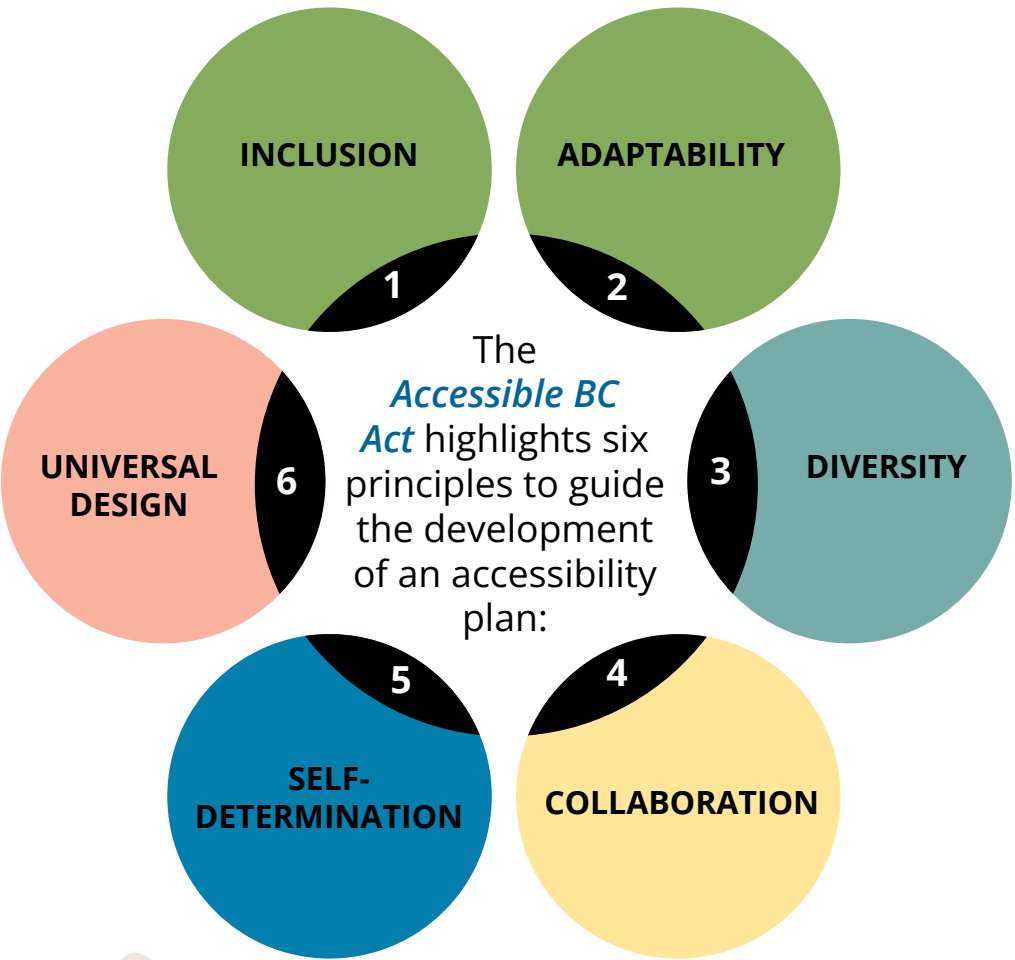 The
Accessible BC
Act highlights six
principles to guide
the development
of an accessibility
plan:
INCLUSION
1
ADAPTABILITY
2
3
DIVERSITY
4
COLLABORATION
5
SELF-
DETERMINATION
6
UNIVERSAL
DESIGN